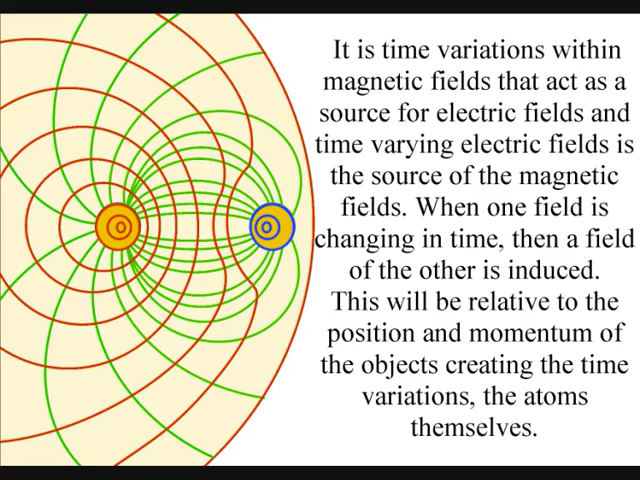 It is time variations within
magnetic fields that act as a
source for electric fields and
time varying electric fields is
the source of the magnetic
fields. When one field is
changing in time, then a field
of the other is induced.
This will be relative to the
position and momentum of
the objects creating the time
variations, the atoms
themselves.